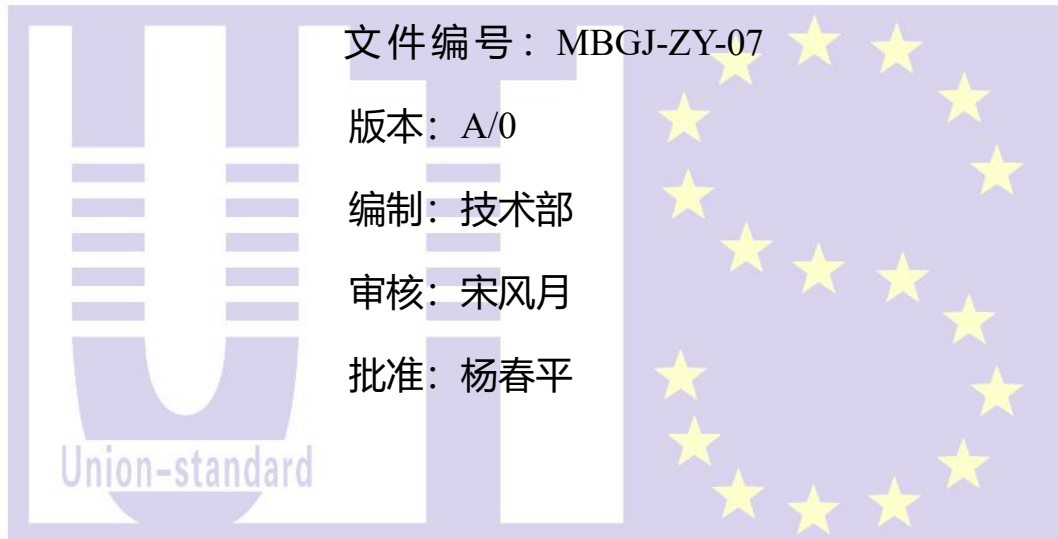 文件编号：MBGJ-ZY-07
版本：A/0
编制：技术部
审核：宋风月
批准：杨春平
Union-standard